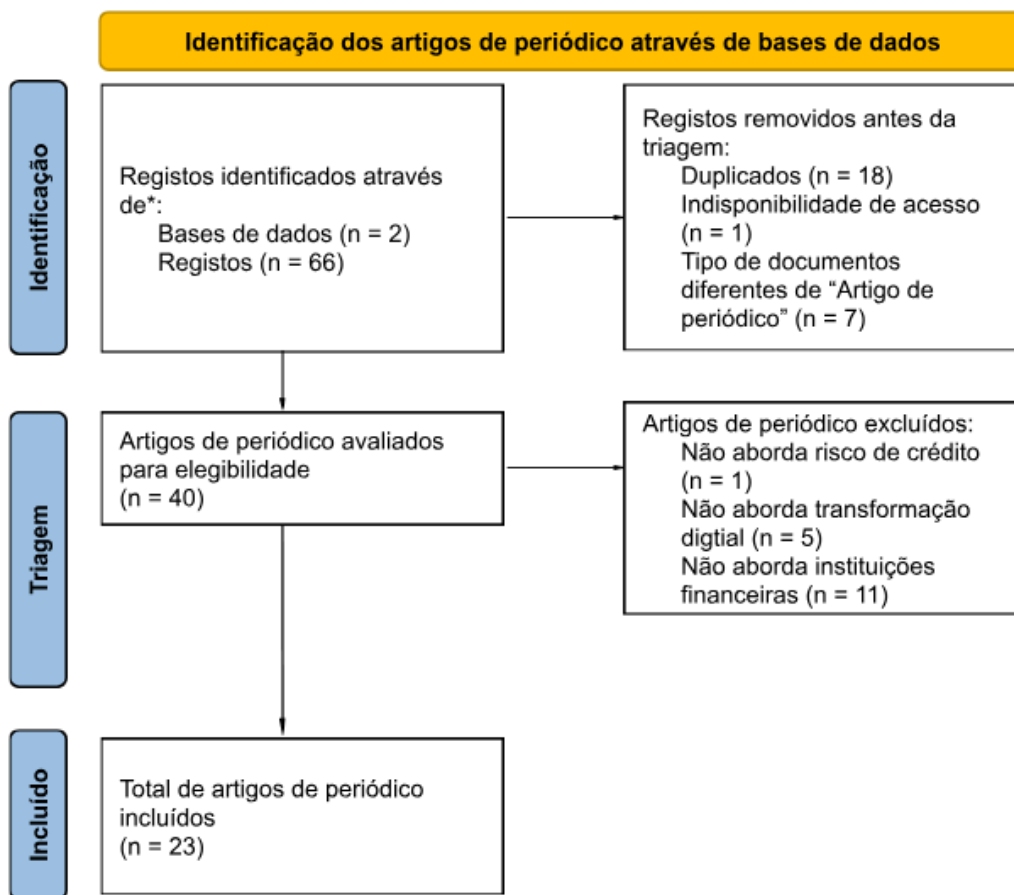 Identificação dos artigos de periódico através de bases de dados
Identificação
Registos identificados através
de*:
Bases de dados (n = 2)
Registos (n = 66)
Registos removidos antes da
triagem:
Duplicados (n = 18)
Indisponibilidade de acesso
(n = 1)
Tipo de documentos
diferentes de “Artigo de
periódico” (n = 7)
Triagem
Artigos de periódico avaliados
para elegibilidade
(n = 40)
Artigos de periódico excluídos:
Não aborda risco de crédito
(n = 1)
Não aborda transformação
digtial (n = 5)
Não aborda instituições
financeiras (n = 11)
Incluído
Total de artigos de periódico
incluídos
(n = 23)